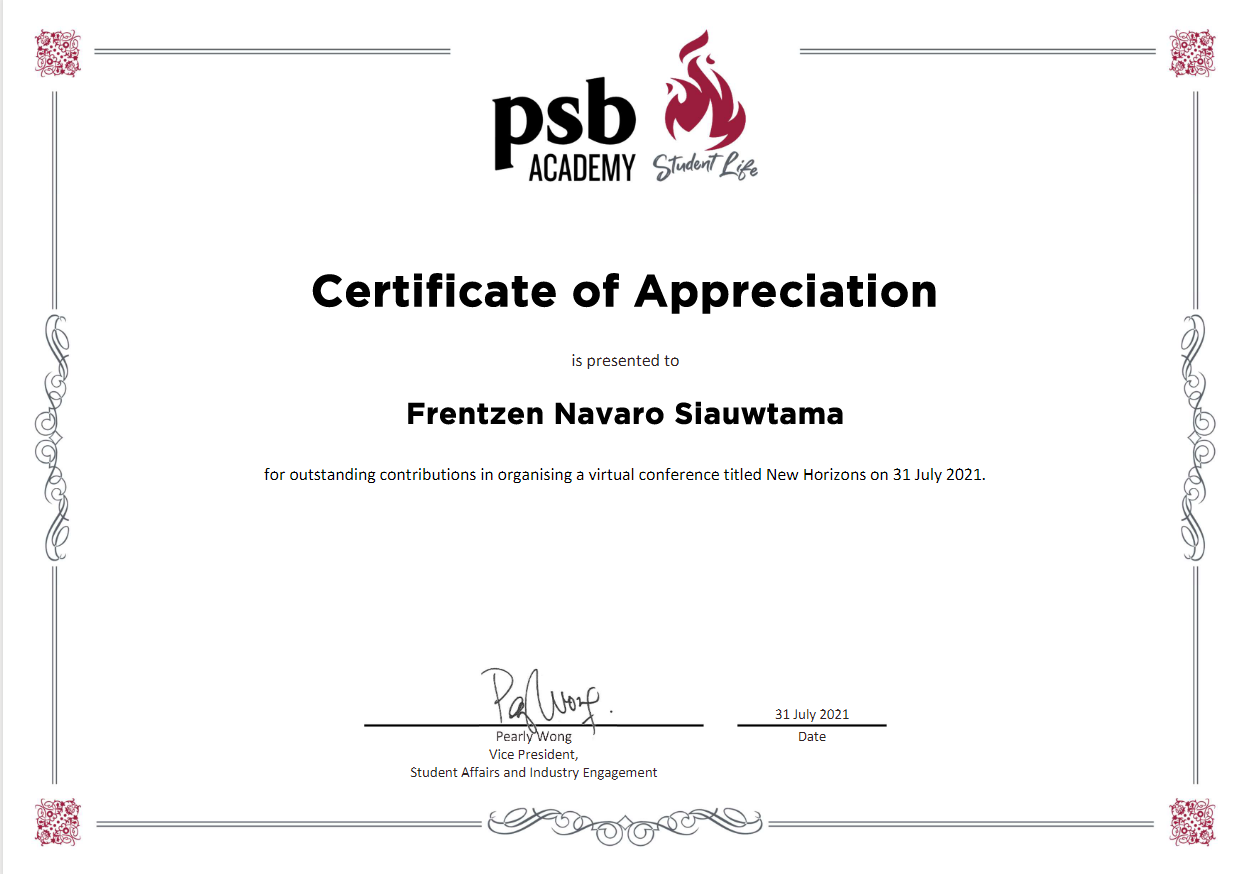 psb
ACADEMY
Student Life
Certificate of Appreciation
is presented to
Frentzen Navaro Siauwtama
for outstanding contributions in organising a virtual conference titled New Horizons on 31 July 2021.
Pearly Wong
Vice President,
Student Affairs and Industry Engagement
31 July 2021
Date